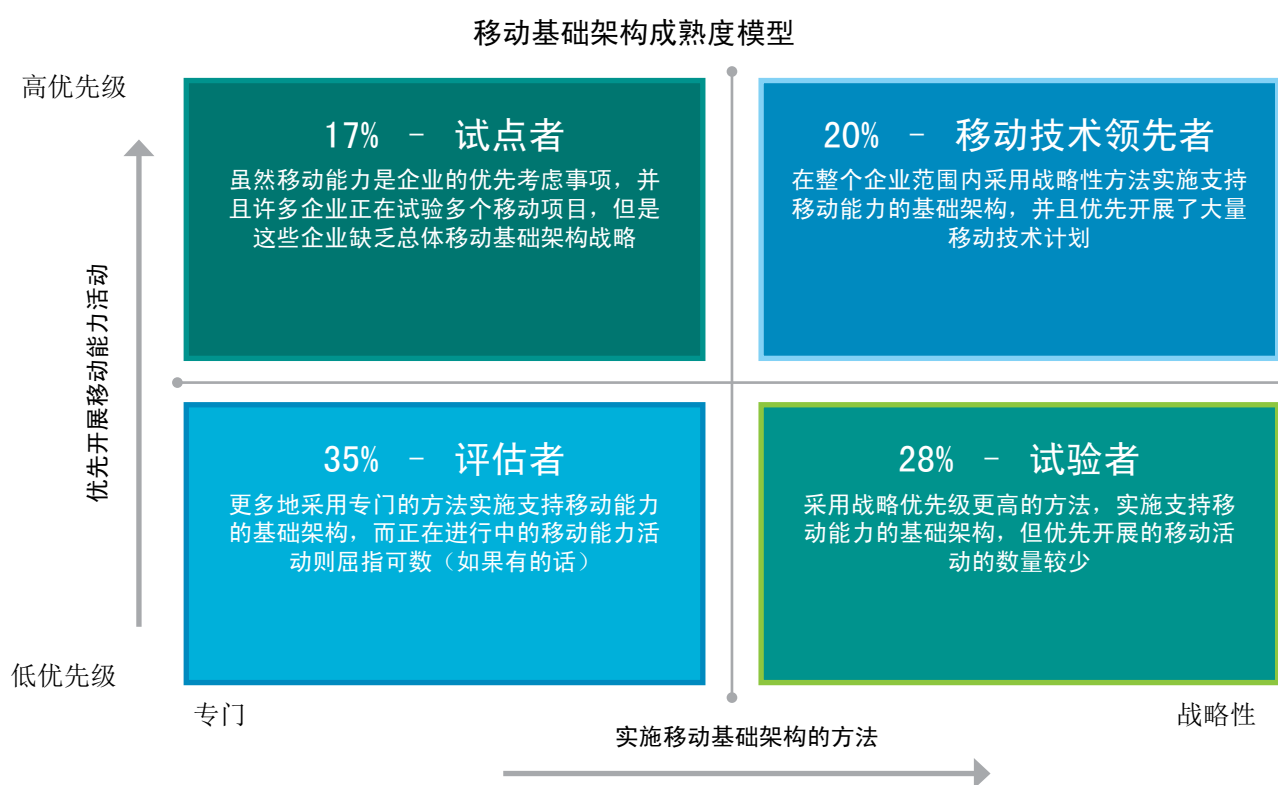 移动基础架构成熟度模型
高优先级
17% - 试点者
虽然移动能力是企业的优先考虑事项，并
且许多企业正在试验多个移动项目，但是
这些企业缺乏总体移动基础架构战略
20% - 移动技术领先者
在整个企业范围内采用战略性方法实施支持
移动能力的基础架构，并且优先开展了大量
移动技术计划
优先开展移动能力活动
35% - 评估者
更多地采用专门的方法实施支持移动能力
的基础架构，而正在进行中的移动能力活
动则屈指可数（如果有的话）
28% - 试验者
采用战略优先级更高的方法，实施支持移
动能力的基础架构，但优先开展的移动活
动的数量较少
低优先级
专门
战略性
实施移动基础架构的方法